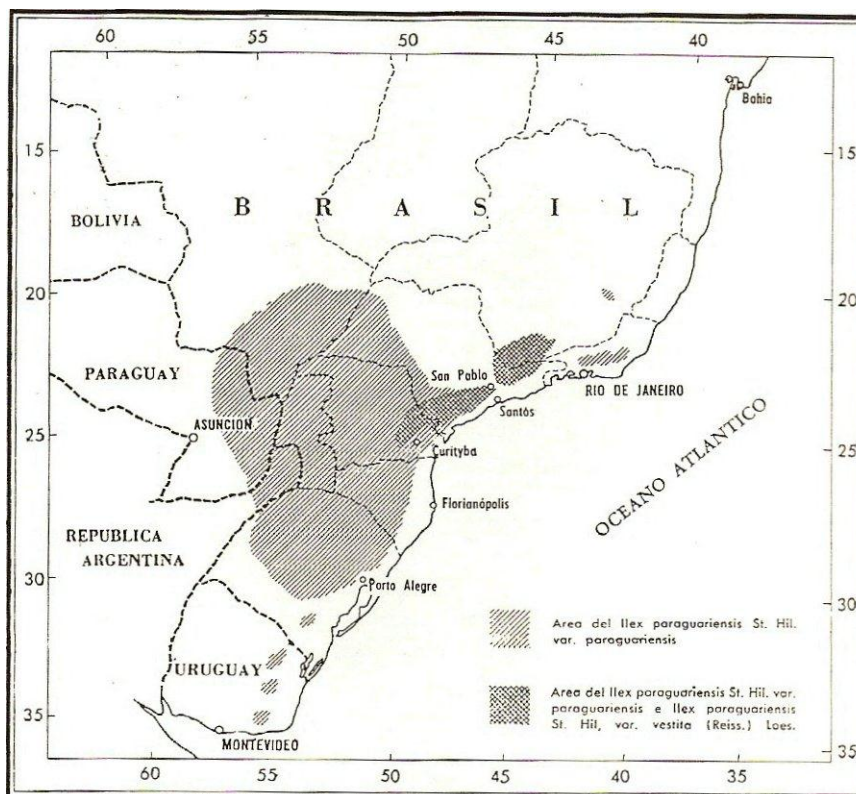 60 55 50 45 40
Bahia
15 15
B R A S I L
BOLIVIA
20 20
PARAGUAY
San Pablo
RIO DE JANEIRO
Santós
ASUNCION
25 25
Curityba
OCEANO ATLANTICO
Florianópolis
REPUBLICA
ARGENTINA
30 30
Porto Alegre
Area del Ilex paraguariensis St. Hil.
var. paraguariensis
URUGUAY
Area del Ilex paraguariensis St. Hil. var.
paraguariensis e Ilex paraguariensis
St. Hil, var. vestita (Reiss.) Loes.
35 35
MONTEVIDEO
60 55 50 45 40 35